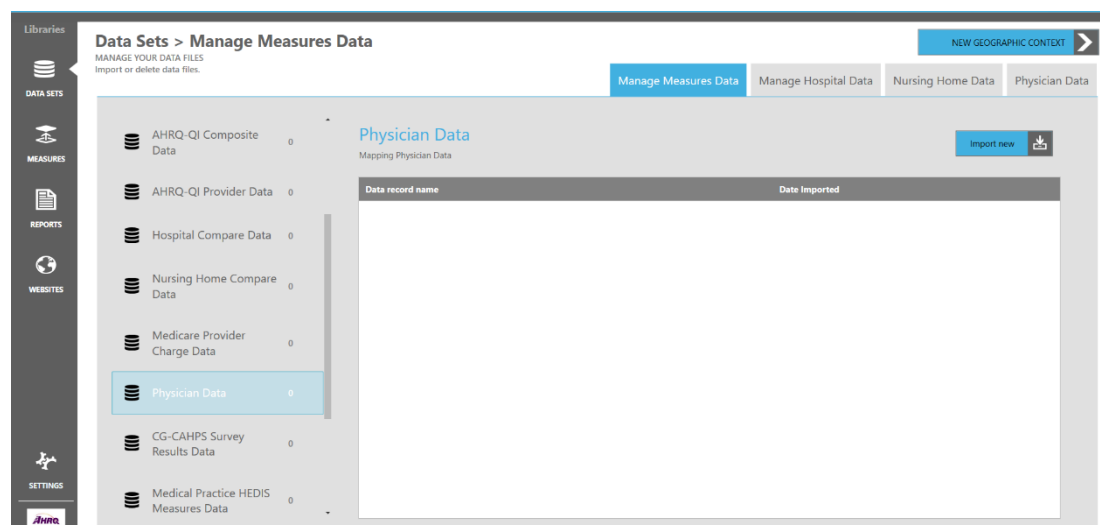 Libraries
DATA SETS
MEASURES
REPORTS
WEBSITES
SETTINGS
AHRQ
Data Sets > Manage Measures Data
MANAGE YOUR DATA FILES
Import or delete data files.
NEW GEOGRAPHIC CONTEXT
Manage Measures Data Manage Hospital Data Nursing Home Data Physician Data
AHRQ-QI Composite
Data 0
AHRQ-QI Provider Data 0
Hospital Compare Data 0
Nursing Home Compare
Data 0
Medicare Provider
Charge Data 0
Physician Data 0
CG-CAHPS Survey
Results Data 0
Medical Practice HEDIS
Measures Data 0
Physician Data
Mapping Physician Data
Import new
Data record name Date Imported